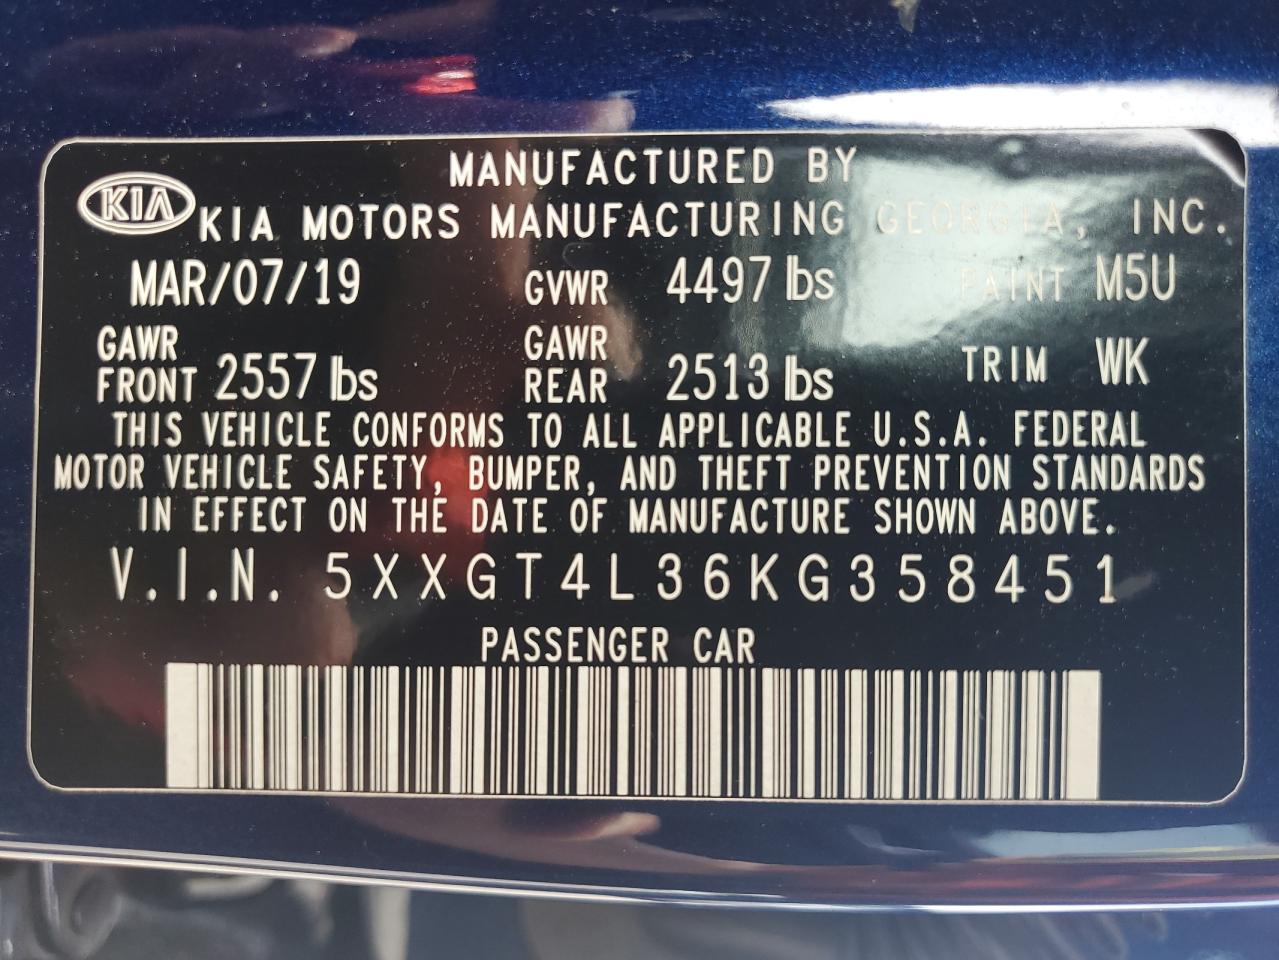 MANUFACTURED BY
KIA KIA MOTORS MANUFACTURING GEORGIA, INC.
MAR/07/19 GVWR 4497 lbs PAINT M5U
GAWR FRONT 2557 lbs GAWR REAR 2513 lbs TRIM WK
THIS VEHICLE CONFORMS TO ALL APPLICABLE U.S.A. FEDERAL
MOTOR VEHICLE SAFETY, BUMPER, AND THEFT PREVENTION STANDARDS
IN EFFECT ON THE DATE OF MANUFACTURE SHOWN ABOVE.
V.I.N. 5XXGT4L36KG358451
PASSENGER CAR